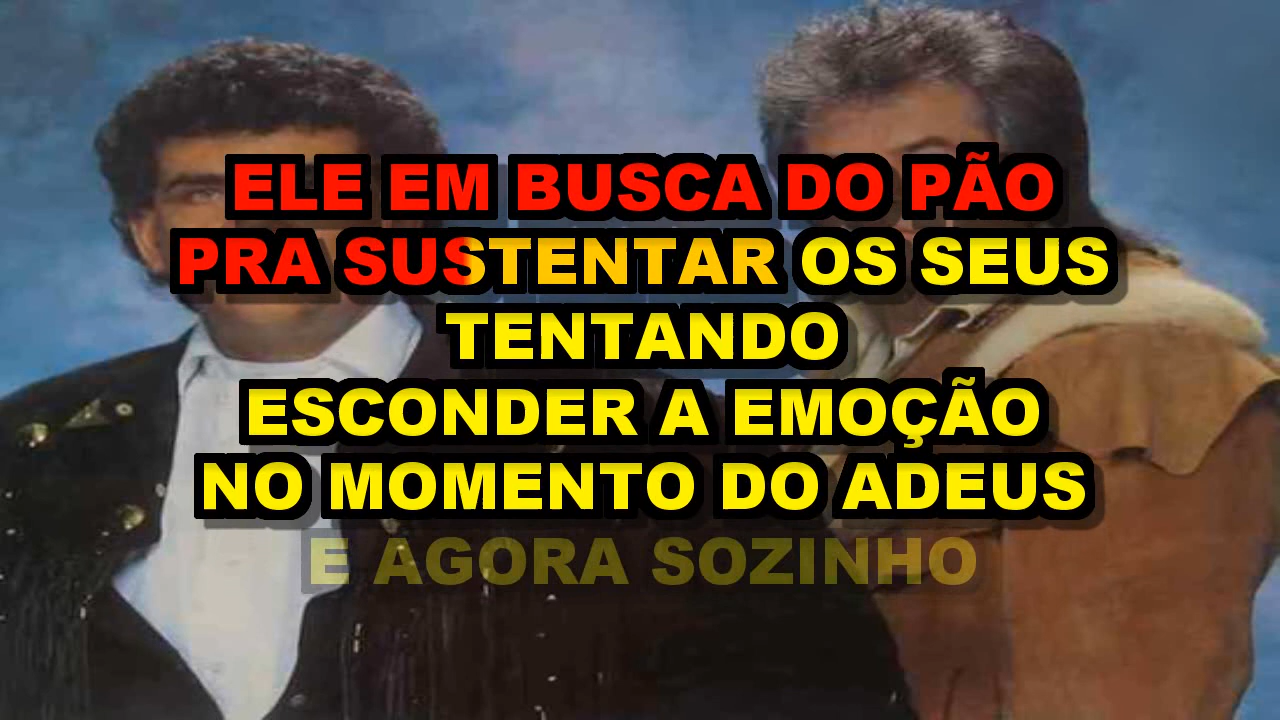 ELE EM BUSCA DO PÃO
PRA SUSTENTAR OS SEUS
TENTANDO
ESCONDER A EMOÇÃO
NO MOMENTO DO ADEUS
E AGORA SOZINHO